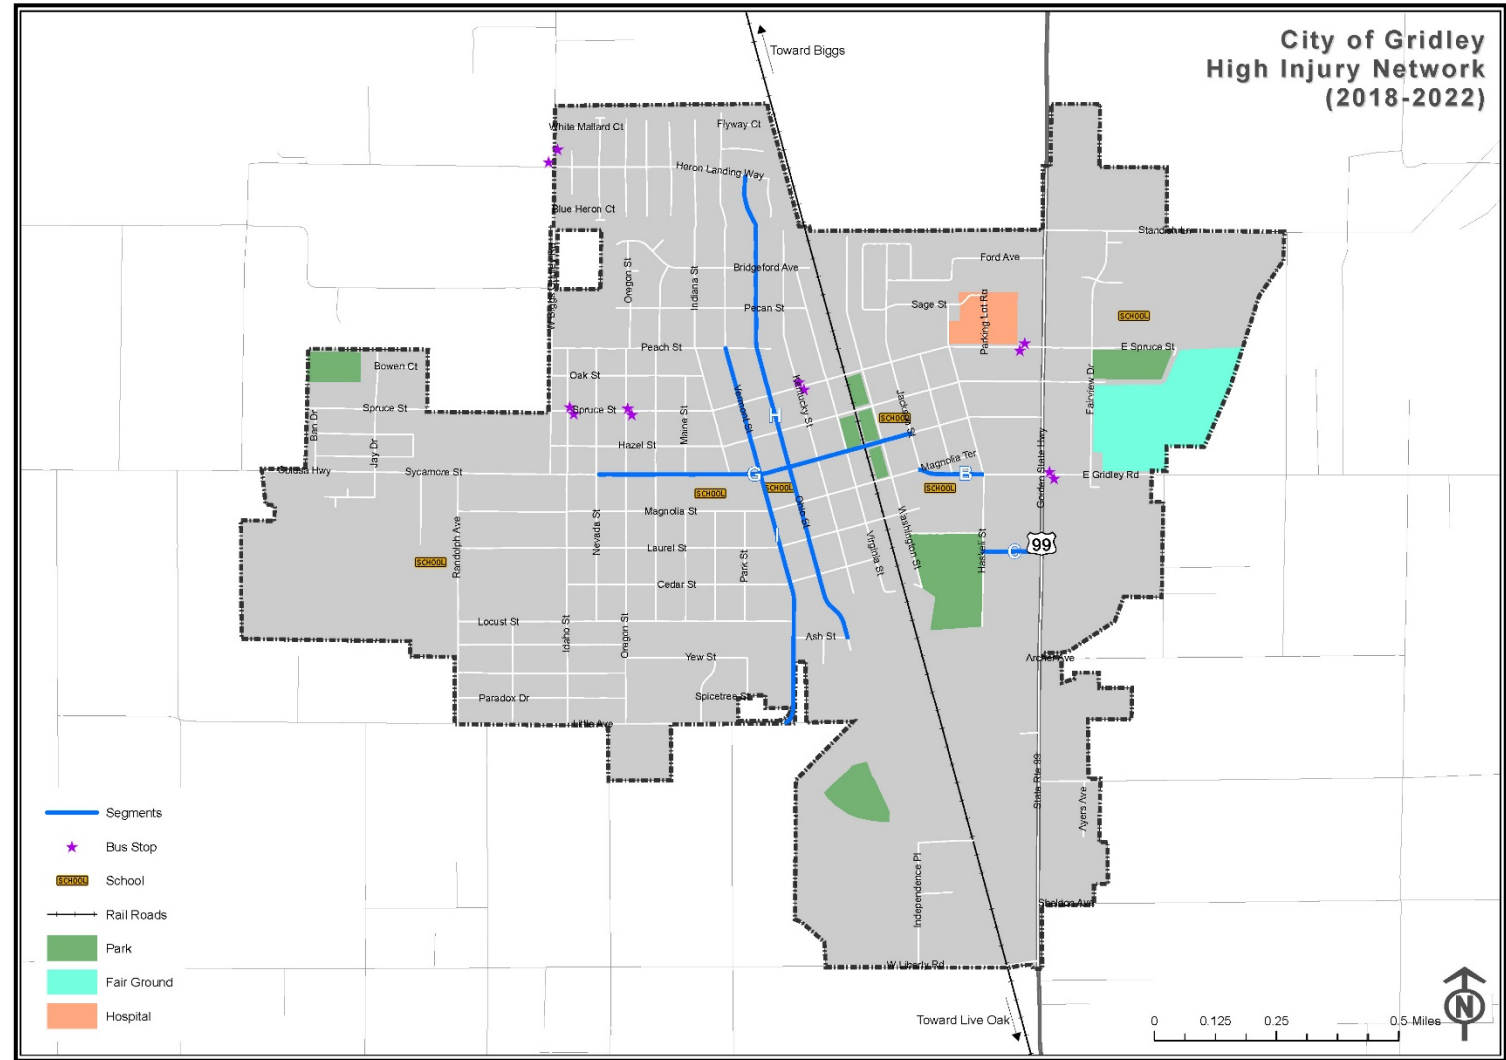 City of Gridley
High Injury Network
(2018-2022)
Toward Biggs
White Mallard Ct
Flyway Ct
Heron Landing Way
Blue Heron Ct
Standish Ln
Ford Ave
Bridgeford Ave
Oregon St
Indiana St
Sage St
Parking Lot Rd
Pecan St
SCHOOL
Peach St
E Spruce St
Bowen Ct
Oak St
Fairview Dr
Vermont St
Kentucky St
Spruce St
Spruce St
Ban Dr
Jay Dr
Maine St
H
SCHOOL
Hazel St
Golden State Hwy
Magnolia Ter
Sycamore St
G
B
E Gridley Rd
SCHOOL
SCHOOL
SCHOOL
Ohio St
Magnolia St
Nevada St
Randolph Ave
Washington St
Virginia St
Haskell St
I
C
99
Laurel St
Park St
SCHOOL
Cedar St
Locust St
Idaho St
Oregon St
Ash St
Yew St
Archer Ave
Paradox Dr
Spicetree St
Little Ave
State Rte 99
Ayers Ave
Independence Pl
Sheldon Ave
W Liberty Rd
Toward Live Oak
Segments
Bus Stop
SCHOOL
School
Rail Roads
Park
Fair Ground
Hospital
N
0 0.125 0.25 0.5 Miles